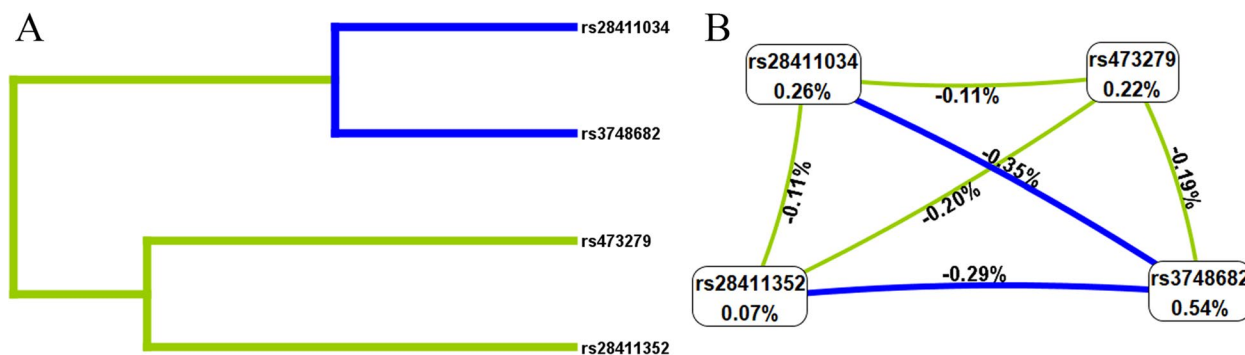 A
rs28411034
rs3748682
rs473279
rs28411352
B
rs28411034
0.26%
rs473279
0.22%
-0.11%
-0.35%
-0.11%
-0.20%
-0.19%
rs28411352
0.07%
-0.29%
rs3748682
0.54%